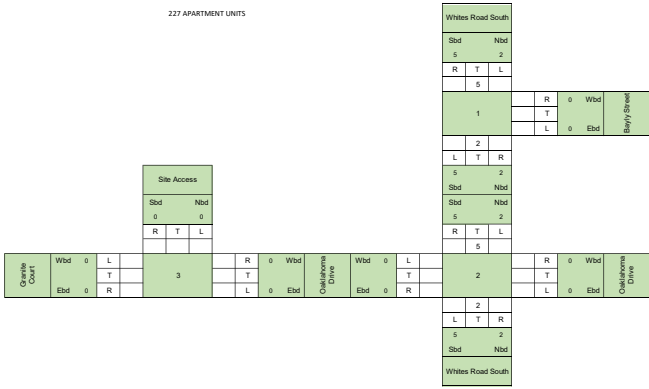 227 APARTMENT UNITS
Whites Road South
Sbd Nbd
5 2
R T L
5
1
R 0 Wbd
T
L 0 Ebd
Bayly Street
2
L T R
5 2
Sbd Nbd
Site Access
Sbd Nbd
0 0
R T L
Sbd Nbd
5 2
R T L
5
Granite
Court
Wbd 0 L
T
Ebd 0 R
3
R 0 Wbd
T
L 0 Ebd
Oaklahoma
Drive
Wbd 0 L
T
Ebd 0 R
2
R 0 Wbd
T
L 0 Ebd
Oaklahoma
Drive
2
L T R
5 2
Sbd Nbd
Whites Road South